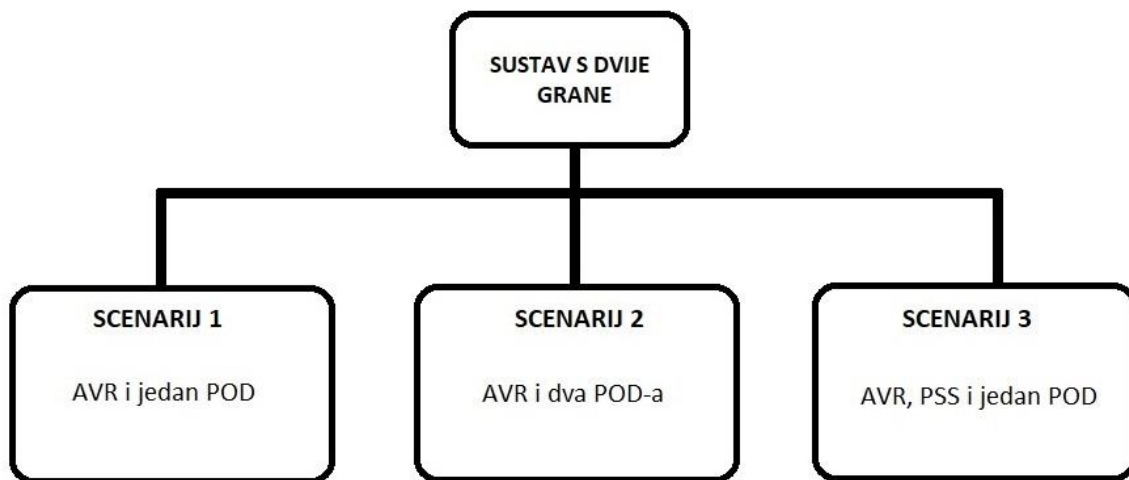 SUSTAV S DVIJE
GRANE
SCENARIJ 1
AVR i jedan POD
SCENARIJ 2
AVR i dva POD-a
SCENARIJ 3
AVR, PSS i jedan POD